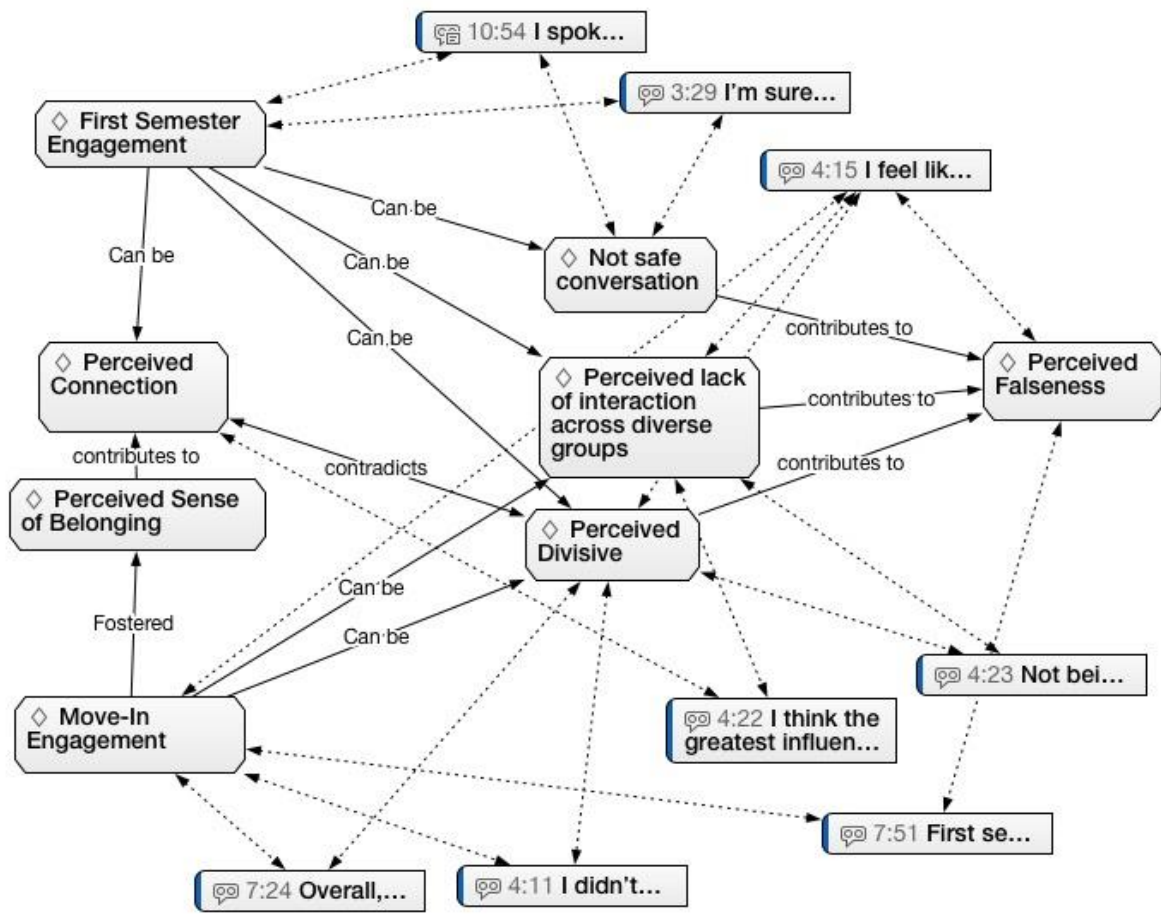 10:54 I spok...
3:29 I'm sure...
◇ First Semester
Engagement
4:15 I feel lik...
Can be
Can be
Can be
Can be
◇ Not safe
conversation
contributes to
◇ Perceived
Connection
◇ Perceived lack
of interaction
across diverse
groups
◇ Perceived
Falseness
contributes to
contributes to
contradicts
contributes to
◇ Perceived Sense
of Belonging
◇ Perceived
Divisive
Can be
Fostered
Can be
4:23 Not bei...
◇ Move-In
Engagement
4:22 I think the
greatest influen...
7:51 First se...
7:24 Overall,...
4:11 I didn't...